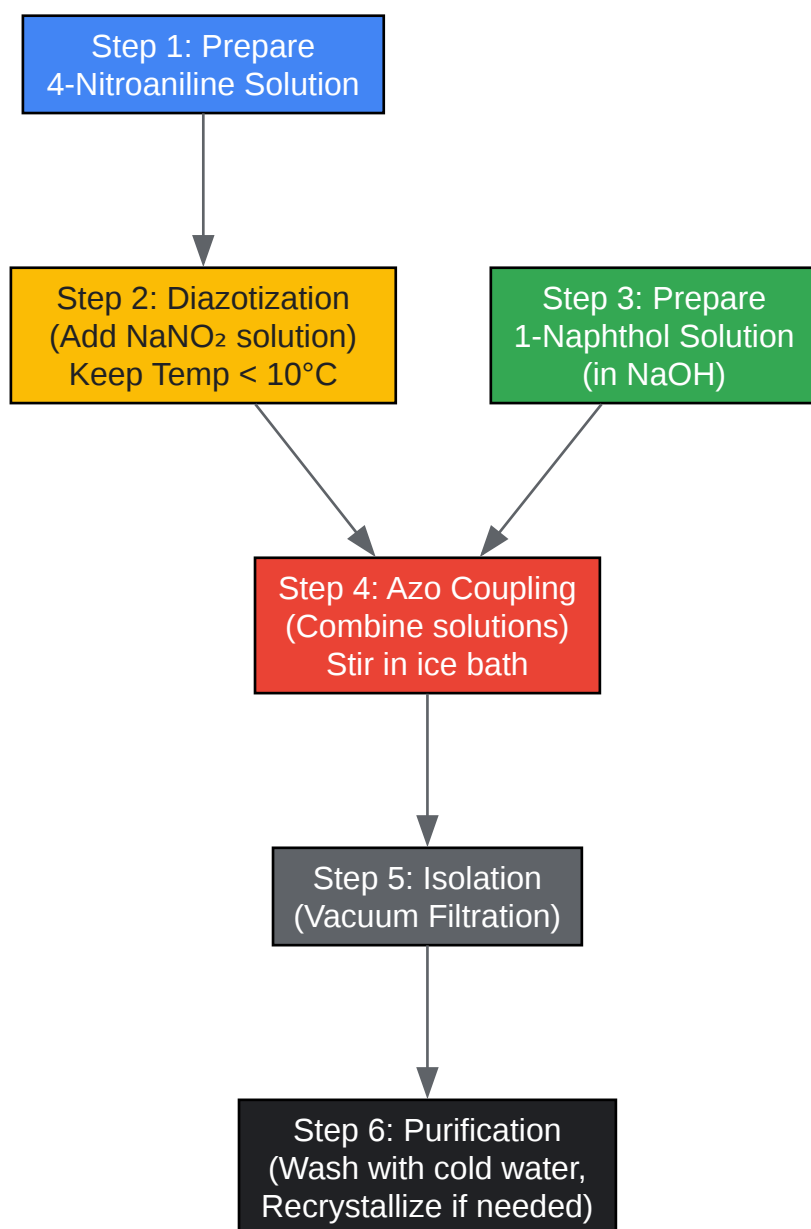 Step 1: Prepare
4-Nitroaniline Solution
Step 2: Diazotization
(Add NaNO₂ solution)
Keep Temp < 10°C
Step 3: Prepare
1-Naphthol Solution
(in NaOH)
Step 4: Azo Coupling
(Combine solutions)
Stir in ice bath
Step 5: Isolation
(Vacuum Filtration)
Step 6: Purification
(Wash with cold water,
Recrystallize if needed)